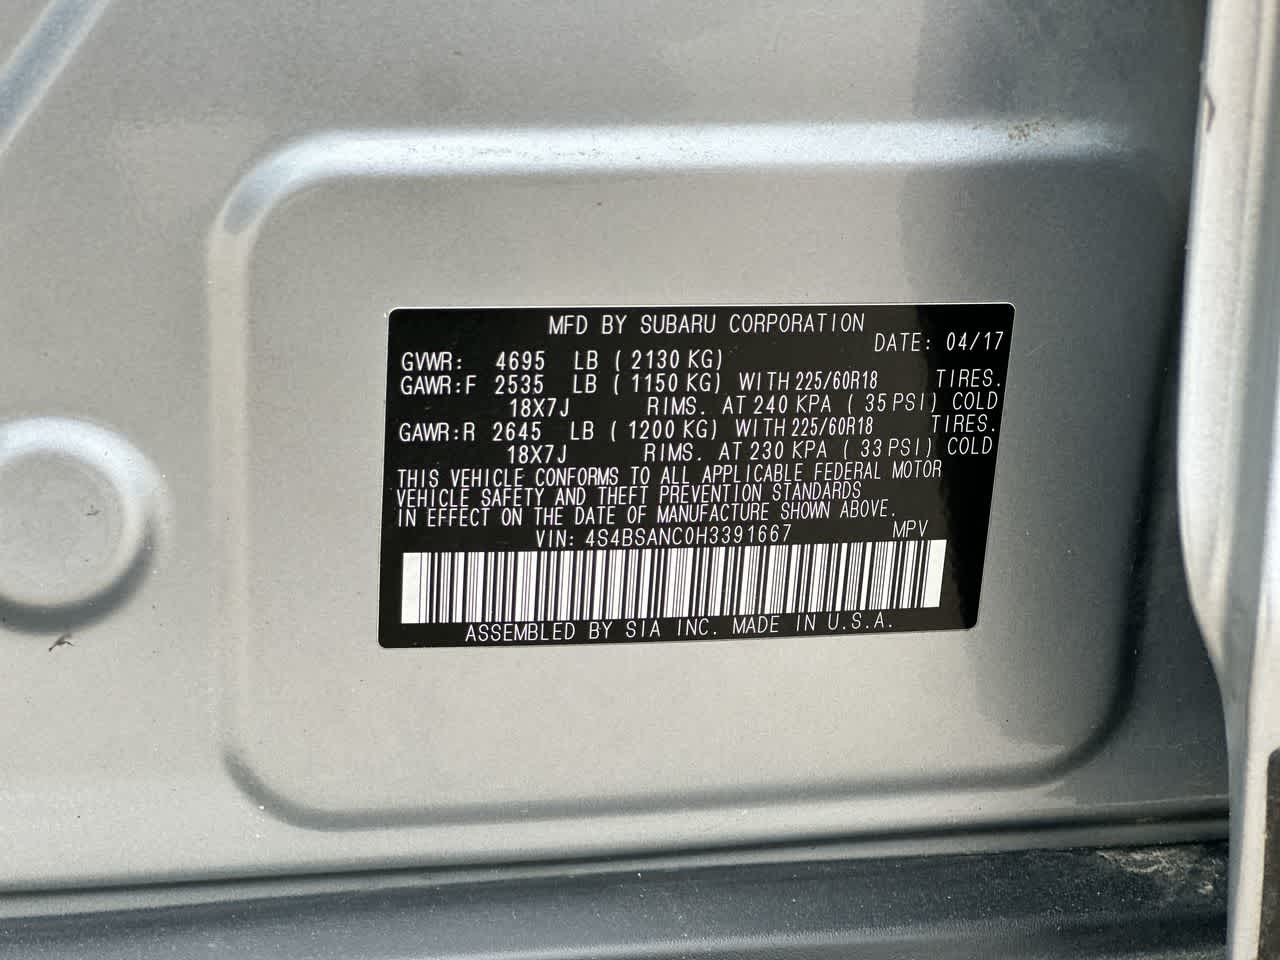 MFD BY SUBARU CORPORATION
DATE: 04/17
GVWR: 4695 LB ( 2130 KG)
GAWR:F 2535 LB ( 1150 KG) WITH 225/60R18 TIRES.
18X7J RIMS. AT 240 KPA ( 35 PSI) COLD
GAWR:R 2645 LB ( 1200 KG) WITH 225/60R18 TIRES.
18X7J RIMS. AT 230 KPA ( 33 PSI) COLD
THIS VEHICLE CONFORMS TO ALL APPLICABLE FEDERAL MOTOR
VEHICLE SAFETY AND THEFT PREVENTION STANDARDS
IN EFFECT ON THE DATE OF MANUFACTURE SHOWN ABOVE.
VIN: 4S4BSANC0H3391667 MPV
ASSEMBLED BY SIA INC. MADE IN U.S.A.